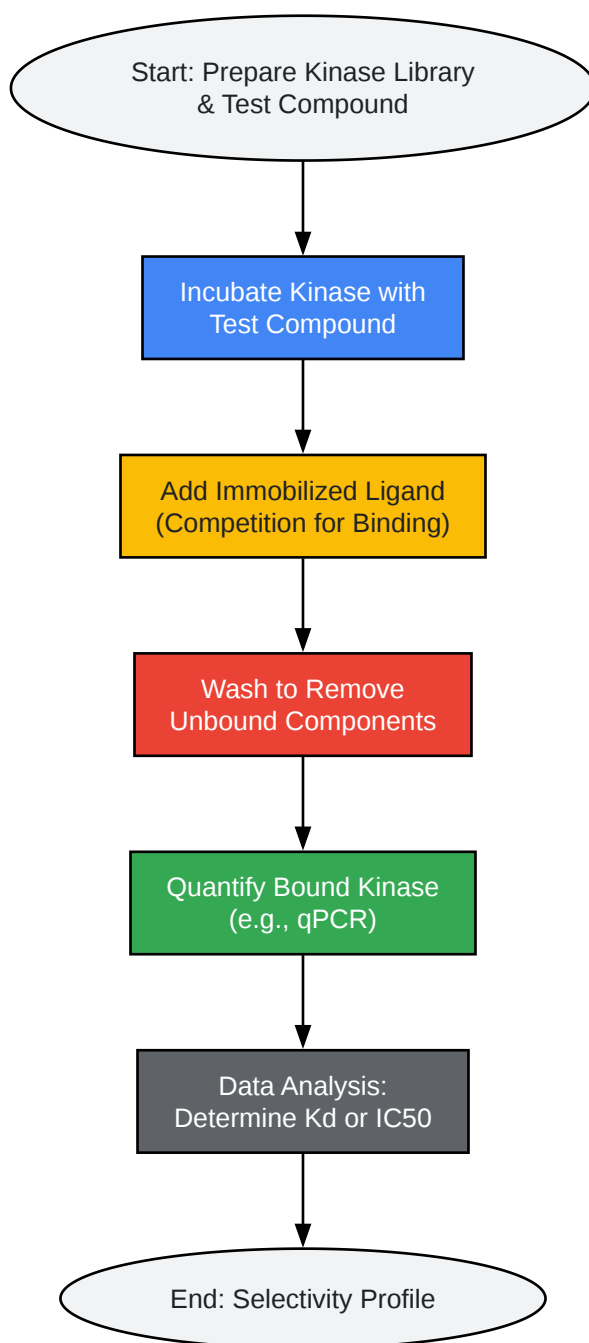 Start: Prepare Kinase Library
& Test Compound
Incubate Kinase with
Test Compound
Add Immobilized Ligand
(Competition for Binding)
Wash to Remove
Unbound Components
Quantify Bound Kinase
(e.g., qPCR)
Data Analysis:
Determine Kd or IC50
End: Selectivity Profile